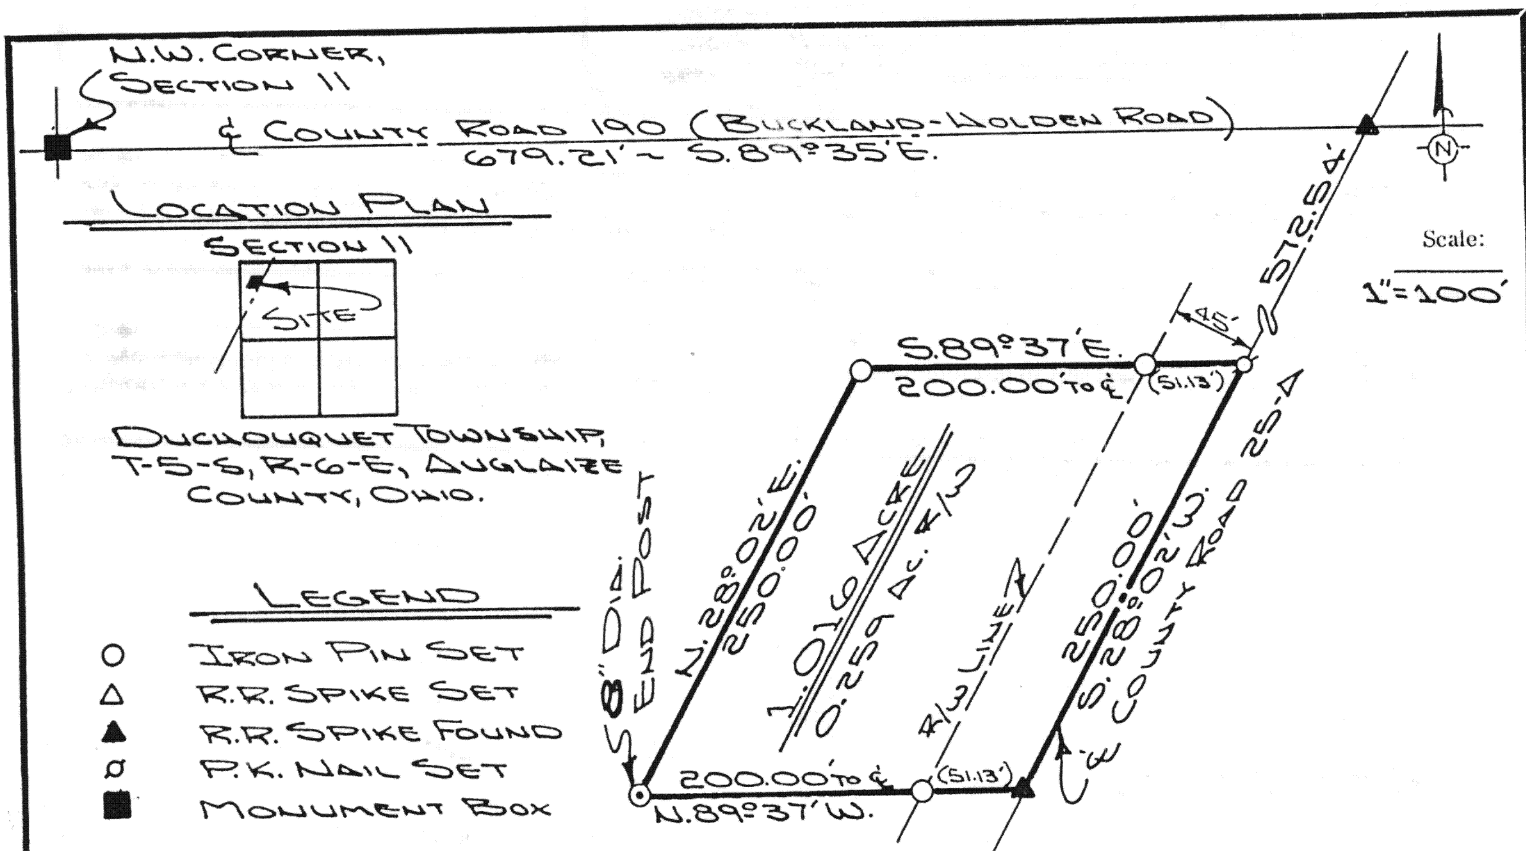 N.W. CORNER,
SECTION 11
℄ COUNTY ROAD 190 (BUCKLAND-HOLDEN ROAD)
679.21' ~ S.89°35'E.
N
Scale:
1"=100'
LOCATION PLAN
SECTION 11
SITE
DUCHOUQUET TOWNSHIP,
T-5-S, R-6-E, AUGLAIZE
COUNTY, OHIO.
572.54'
45'
S.89°37'E.
200.00' TO ℄ (51.13')
N.28°02'E.
250.00'
1.016 ACRE
0.259 AC. R/W
R/W LINE
250.00'
S.28°02'W.
℄ COUNTY ROAD 25-A
8" DIA.
END POST
200.00' TO ℄ (51.13')
N.89°37'W.
LEGEND
IRON PIN SET
R.R. SPIKE SET
R.R. SPIKE FOUND
P.K. NAIL SET
MONUMENT BOX